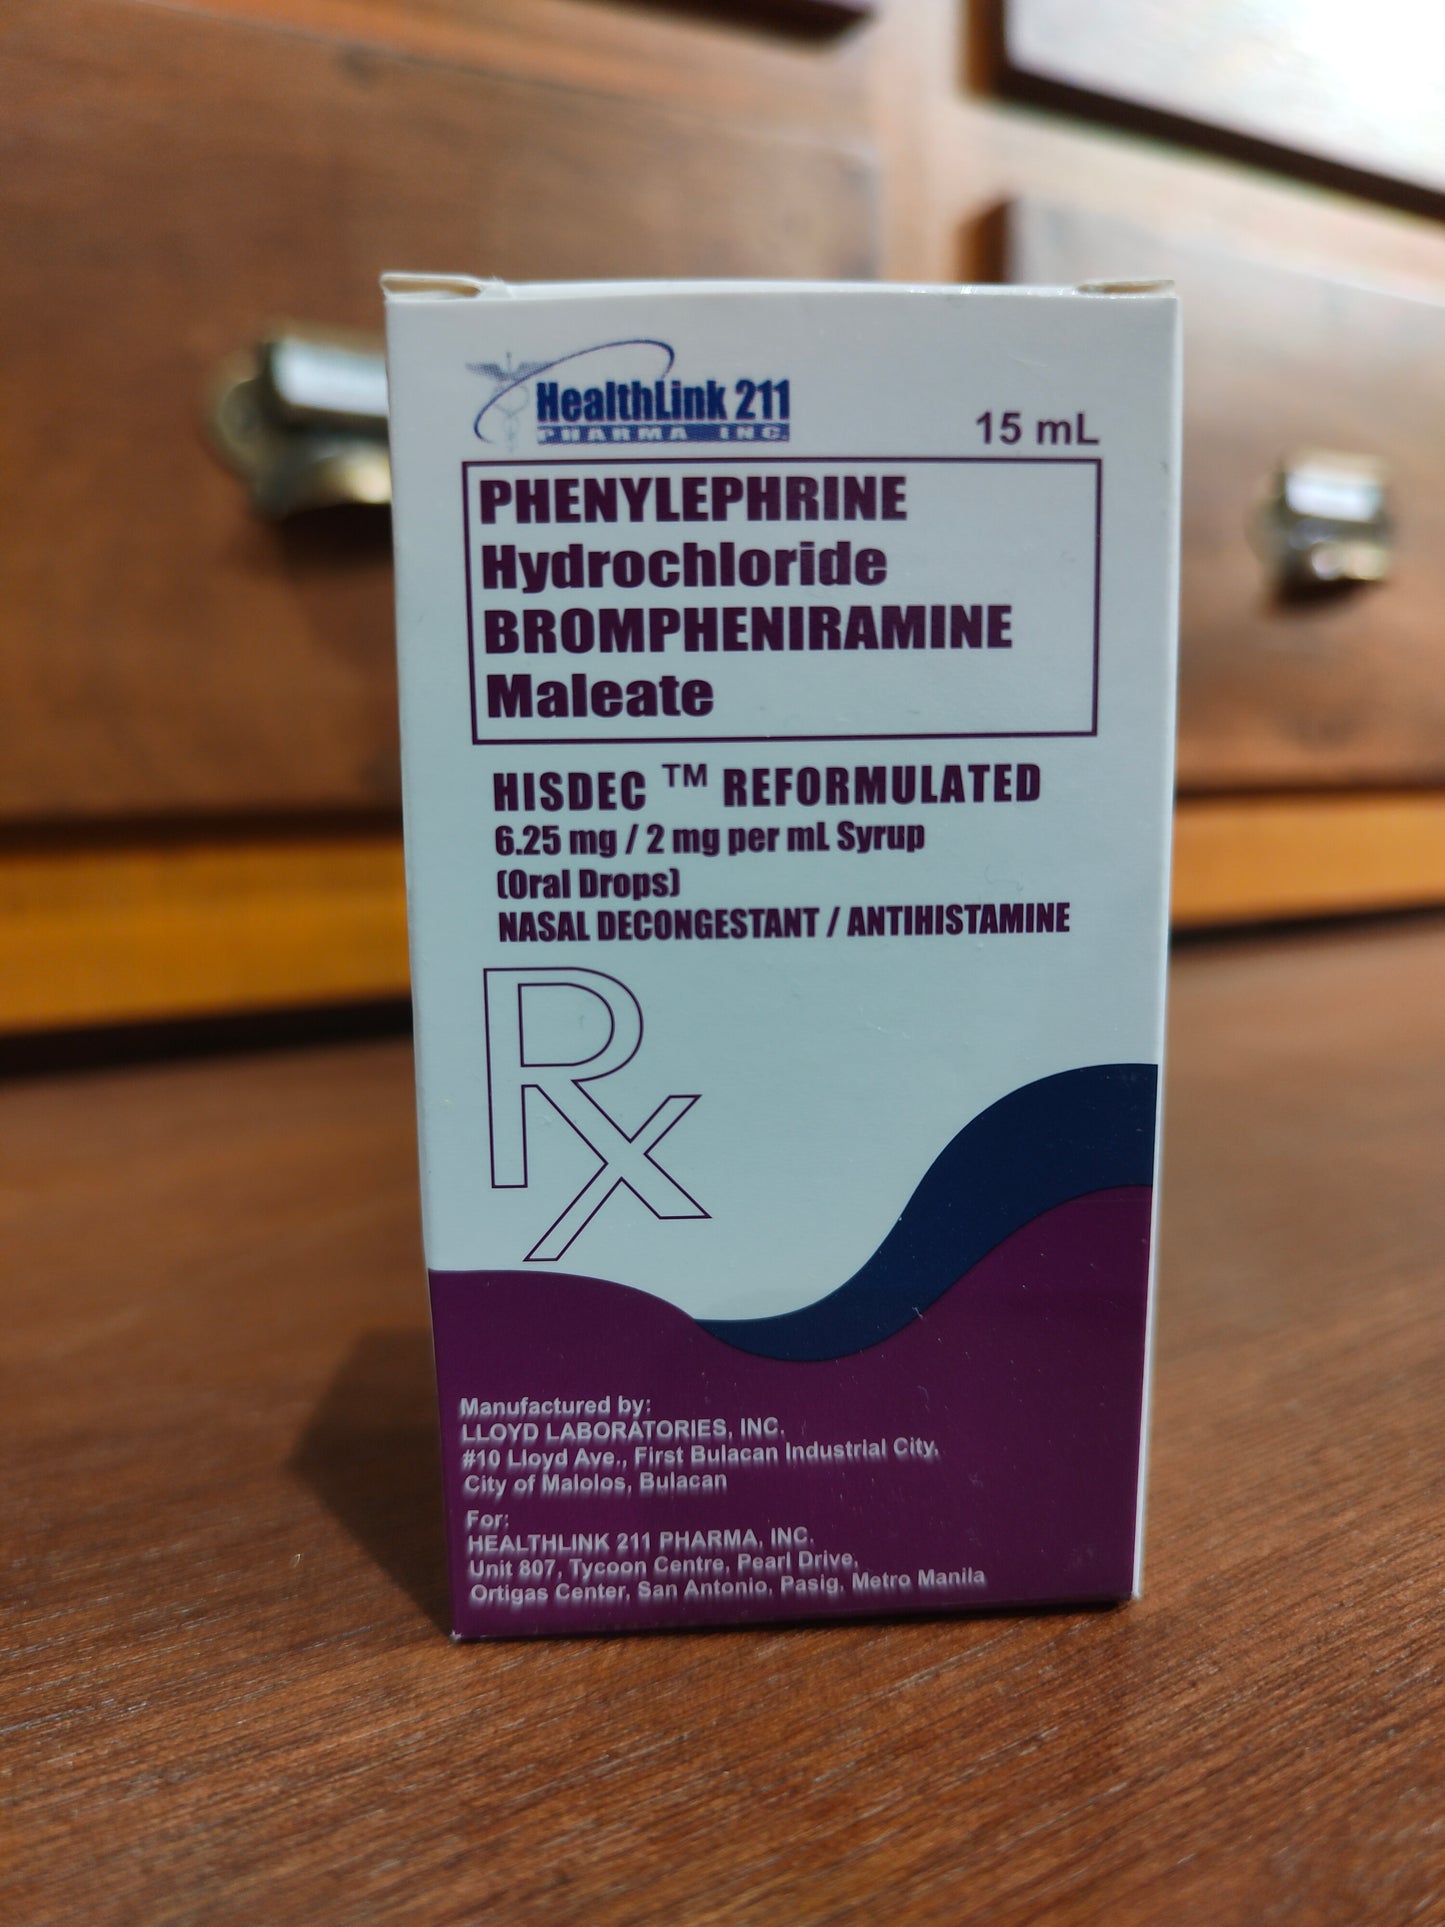 HealthLink 211
PHARMA INC.
15 mL
PHENYLEPHRINE
Hydrochloride
BROMPHENIRAMINE
Maleate
HISDEC ™ REFORMULATED
6.25 mg / 2 mg per mL Syrup
(Oral Drops)
NASAL DECONGESTANT / ANTIHISTAMINE
Rx
Manufactured by:
LLOYD LABORATORIES, INC.
#10 Lloyd Ave., First Bulacan Industrial City,
City of Malolos, Bulacan
For:
HEALTHLINK 211 PHARMA, INC.
Unit 807, Tycoon Centre, Pearl Drive,
Ortigas Center, San Antonio, Pasig, Metro Manila